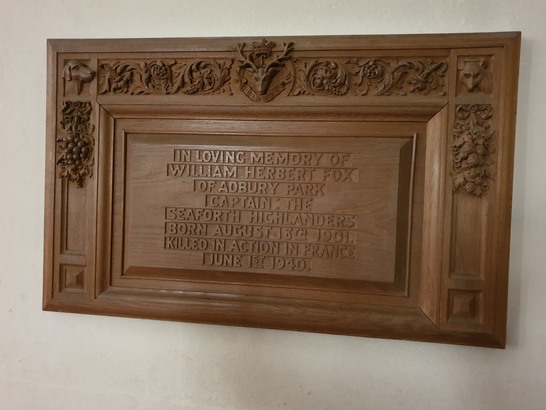 IN LOVING MEMORY OF
WILLIAM HERBERT FOX
OF ADBURY PARK
CAPTAIN · THE
SEAFORTH HIGHLANDERS
BORN AUGUST 16TH 1901.
KILLED IN ACTION IN FRANCE
JUNE 1ST 1940.